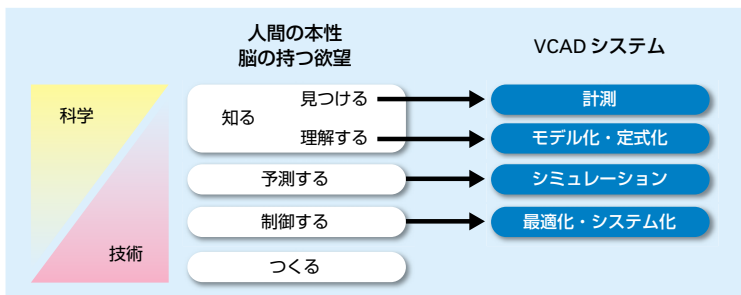 人間の本性
脳の持つ欲望
VCAD システム
科学
技術
知る
見つける
理解する
予測する
制御する
つくる
計測
モデル化・定式化
シミュレーション
最適化・システム化